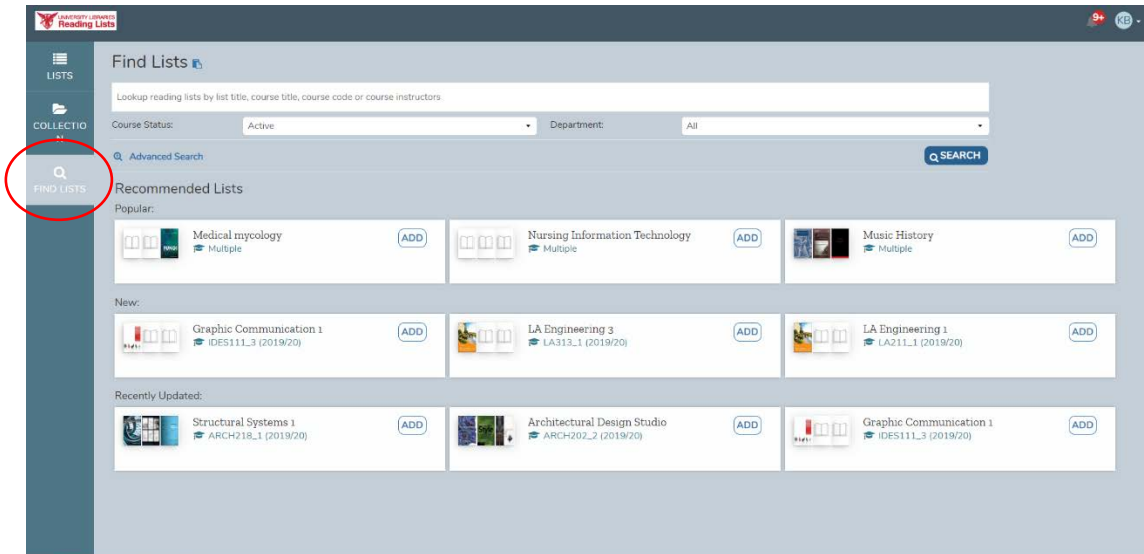 UNIVERSITY LIBRARIES
Reading Lists
9+
KB
LISTS
COLLECTIO
N
FIND LISTS
Find Lists
Lookup reading lists by list title, course title, course code or course instructors
Course Status: Active Department: All
Advanced Search SEARCH
Recommended Lists
Popular:
Medical mycology ADD Nursing Information Technology ADD Music History ADD
Multiple Multiple Multiple
New:
Graphic Communication 1 ADD LA Engineering 3 ADD LA Engineering 1 ADD
IDES111_3 (2019/20) LA313_1 (2019/20) LA211_1 (2019/20)
Recently Updated:
Structural Systems 1 ADD Architectural Design Studio ADD Graphic Communication 1 ADD
ARCH218_1 (2019/20) ARCH202_2 (2019/20) IDES111_3 (2019/20)